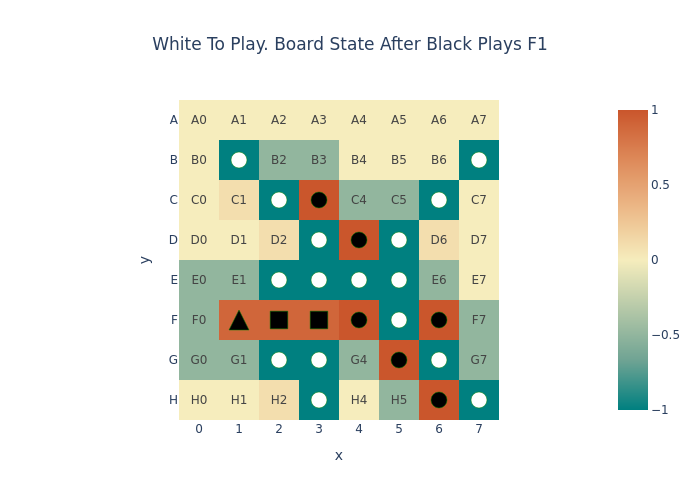 White To Play. Board State After Black Plays F1
A A0 A1 A2 A3 A4 A5 A6 A7
B B0 B2 B3 B4 B5 B6
C C0 C1 C4 C5 C7
D D0 D1 D2 D6 D7
E E0 E1 E6 E7
F F0 F7
G G0 G1 G4 G7
H H0 H1 H2 H4 H5
0 1 2 3 4 5 6 7
x
y
1
0.5
0
−0.5
−1